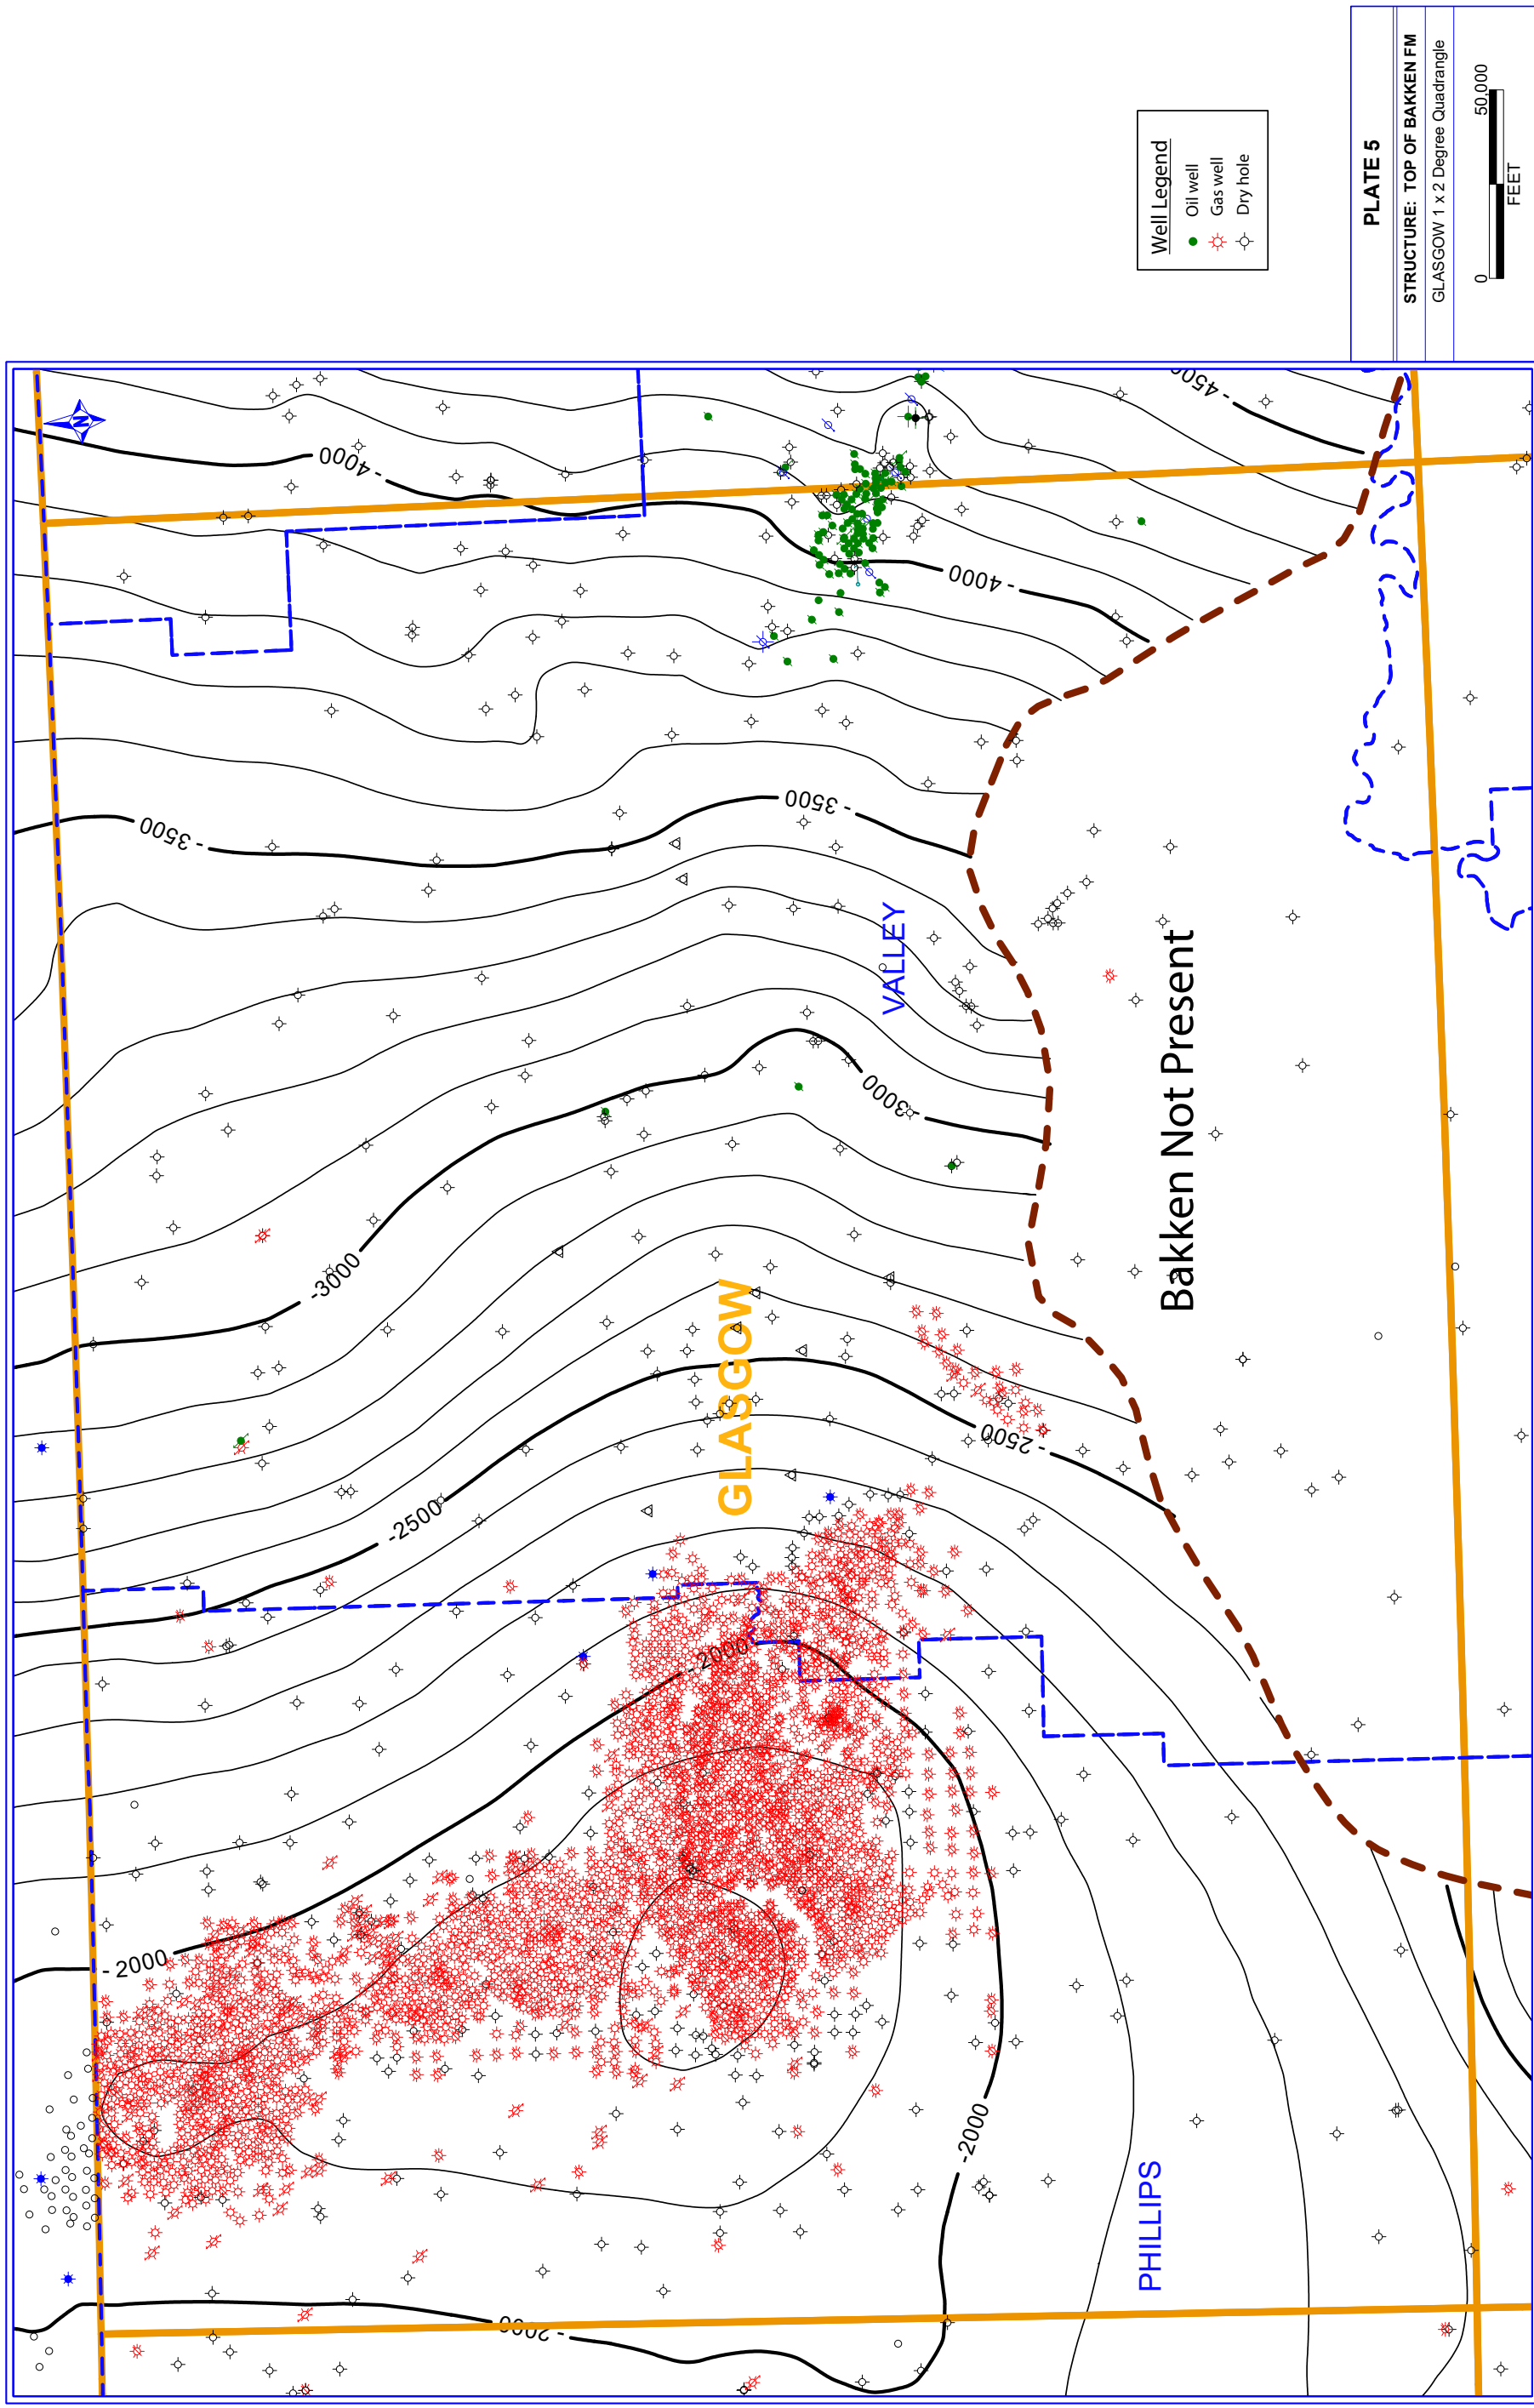 PLATE 5
STRUCTURE: TOP OF BAKKEN FM
GLASGOW 1 x 2 Degree Quadrangle
0
50,000
FEET
Well Legend
Oil well
Gas well
Dry hole
N
-4000
-4500
-4000
-3500
-3500
VALLEY
-3000
-3000
Bakken Not Present
GLASGOW
-2500
-2500
-2000
-2000
-2000
-2000
PHILLIPS